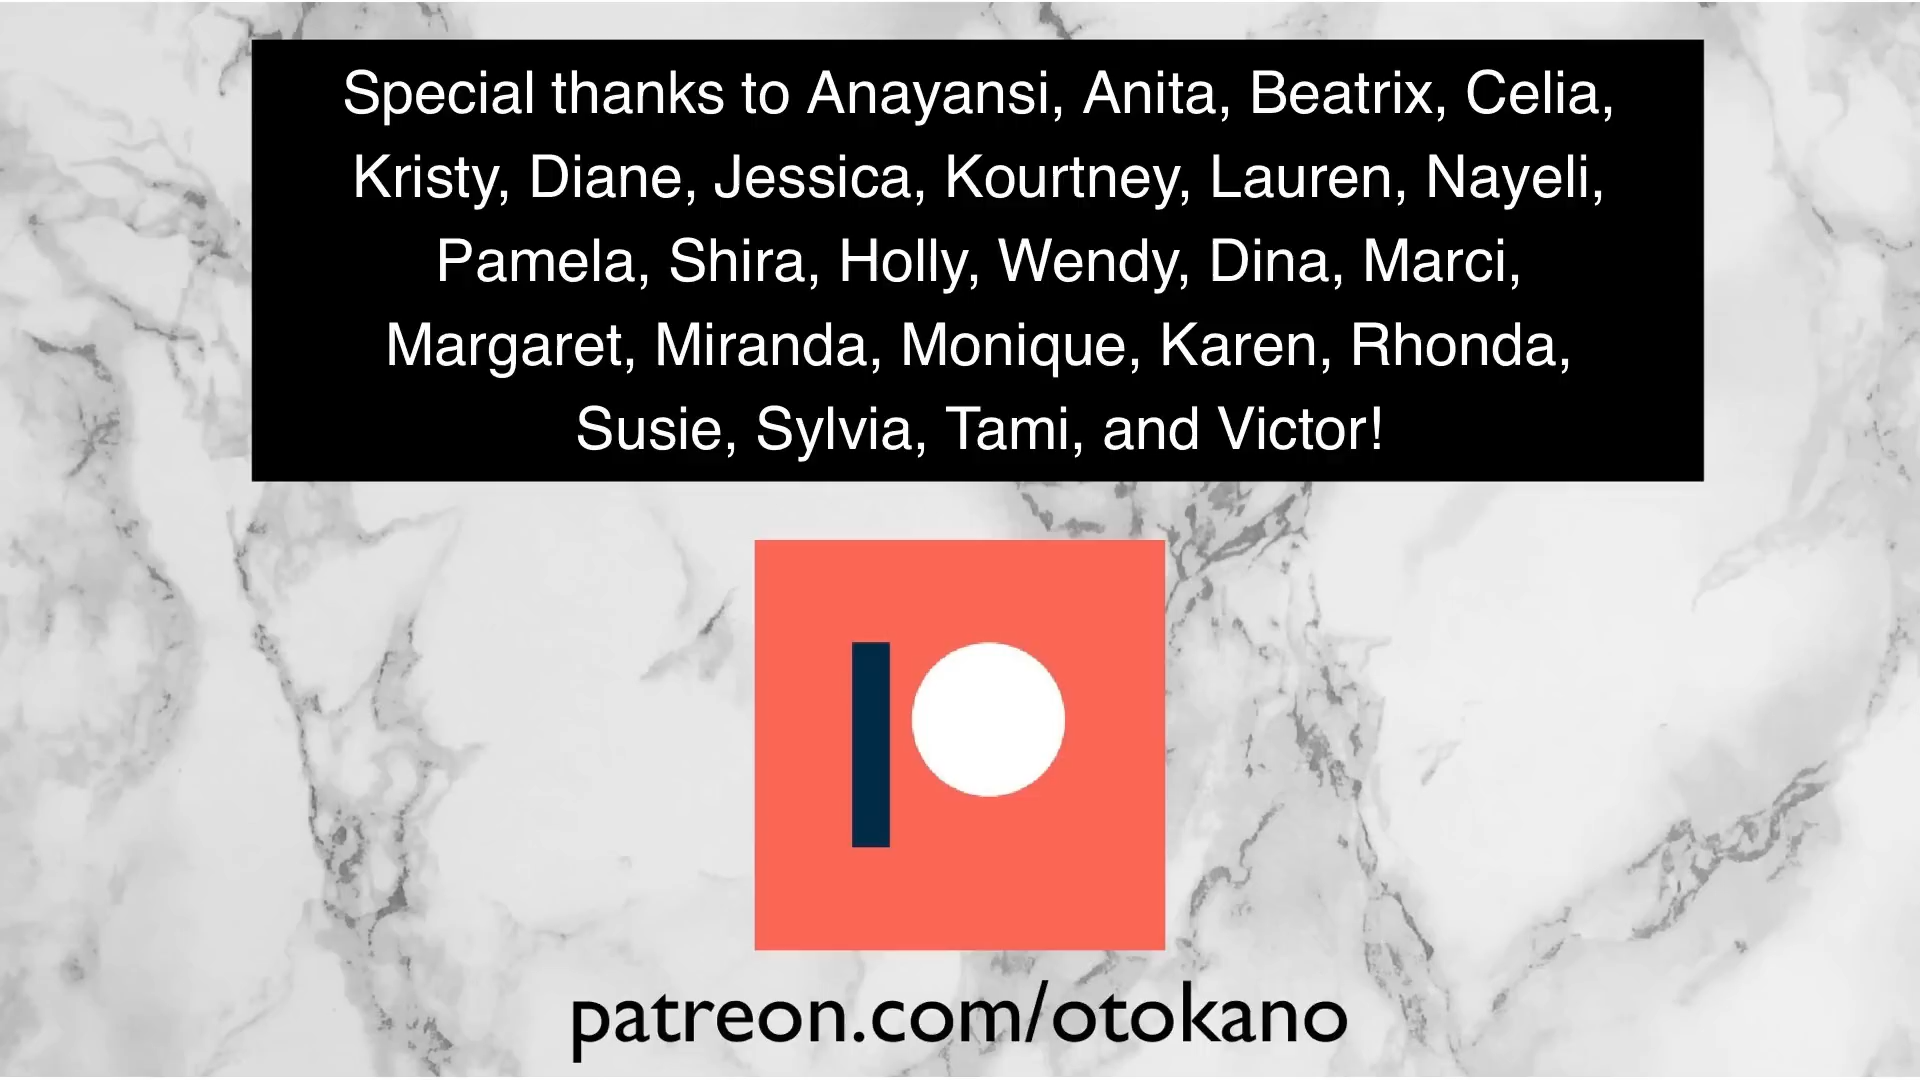 Special thanks to Anayansi, Anita, Beatrix, Celia,
Kristy, Diane, Jessica, Kourtney, Lauren, Nayeli,
Pamela, Shira, Holly, Wendy, Dina, Marci,
Margaret, Miranda, Monique, Karen, Rhonda,
Susie, Sylvia, Tami, and Victor!
patreon.com/otokano